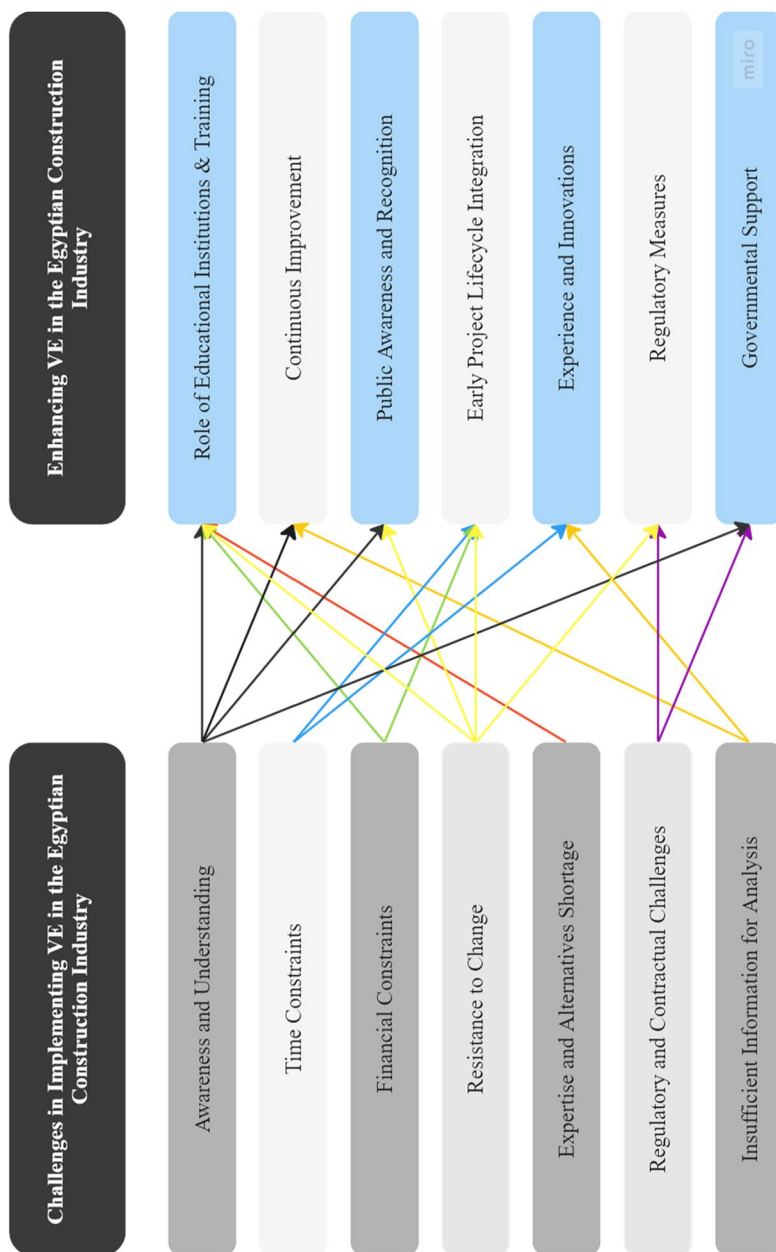 Challenges in Implementing VE in the Egyptian
Construction Industry
Awareness and Understanding
Time Constraints
Financial Constraints
Resistance to Change
Expertise and Alternatives Shortage
Regulatory and Contractual Challenges
Insufficient Information for Analysis
Enhancing VE in the Egyptian Construction
Industry
Role of Educational Institutions & Training
Continuous Improvement
Public Awareness and Recognition
Early Project Lifecycle Integration
Experience and Innovations
Regulatory Measures
Governmental Support
miro